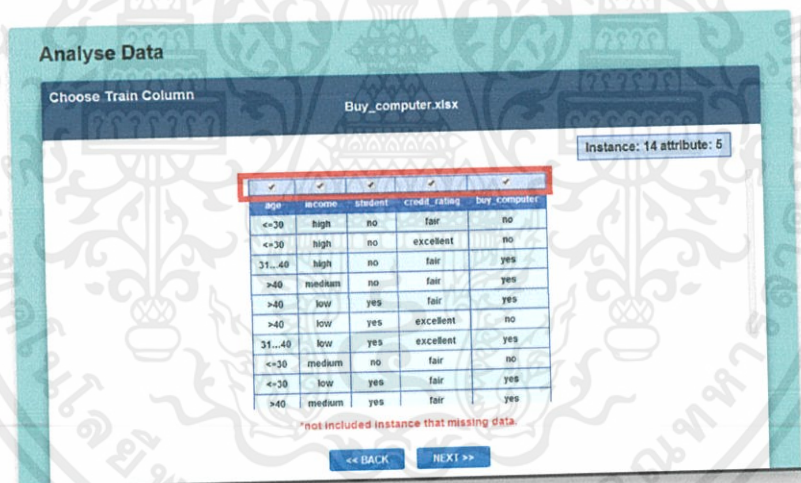 Analyse Data
Choose Train Column
Buy_computer.xlsx
Instance: 14 attribute: 5
age income student credit_rating buy_computer
<=30 high no fair no
<=30 high no excellent no
31...40 high no fair yes
>40 medium no fair yes
>40 low yes fair yes
>40 low yes excellent no
31...40 low yes excellent yes
<=30 medium no fair no
<=30 low yes fair yes
>40 medium yes fair yes
*not included instance that missing data.
<< BACK NEXT >>